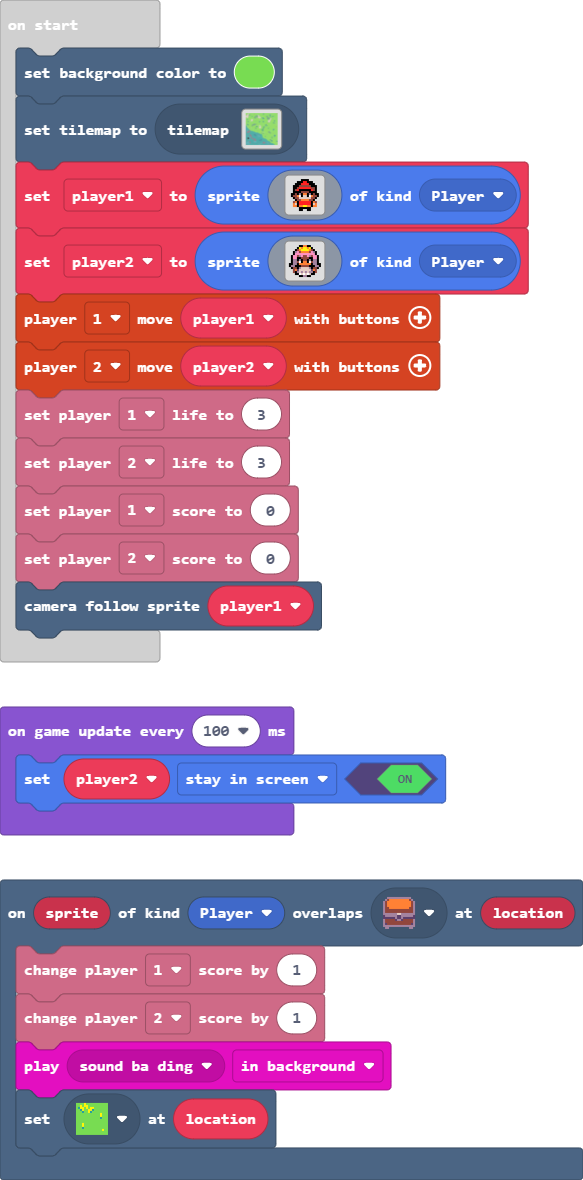 on start
set background color to
set tilemap to tilemap
set player1 to sprite of kind Player
set player2 to sprite of kind Player
player 1 move player1 with buttons
player 2 move player2 with buttons
set player 1 life to 3
set player 2 life to 3
set player 1 score to 0
set player 2 score to 0
camera follow sprite player1
on game update every 100 ms
set player2 stay in screen ON
on sprite of kind Player overlaps at location
change player 1 score by 1
change player 2 score by 1
play sound ba ding in background
set at location